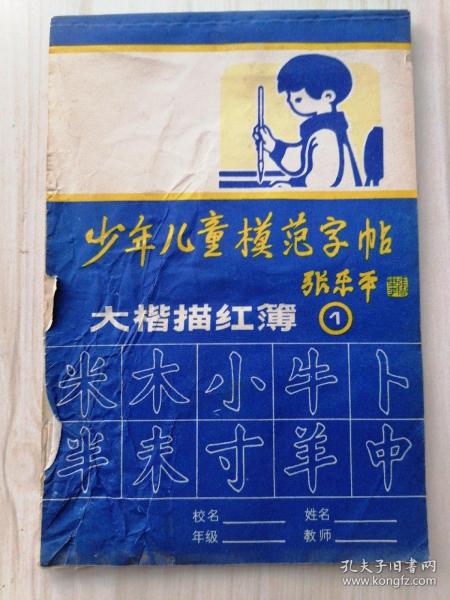 少年儿童模范字帖
张乐平
大楷描红簿 1
米木小牛卜
半未寸羊中
校名 姓名
年级 教师
孔夫子旧书网
www.kongfz.com